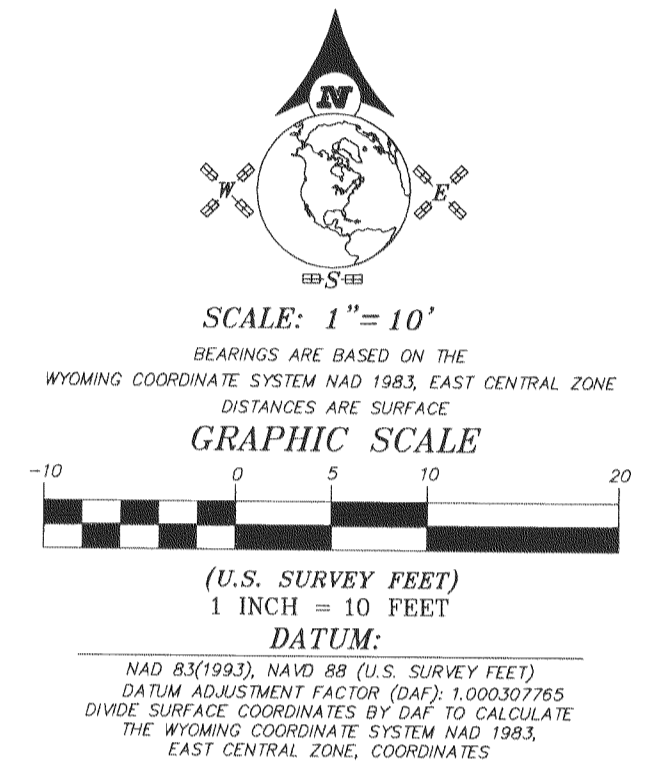 N
W E
S
SCALE: 1"= 10'
BEARINGS ARE BASED ON THE
WYOMING COORDINATE SYSTEM NAD 1983, EAST CENTRAL ZONE
DISTANCES ARE SURFACE
GRAPHIC SCALE
-10 0 5 10 20
(U.S. SURVEY FEET)
1 INCH = 10 FEET
DATUM:
NAD 83(1993), NAVD 88 (U.S. SURVEY FEET)
DATUM ADJUSTMENT FACTOR (DAF): 1.000307765
DIVIDE SURFACE COORDINATES BY DAF TO CALCULATE
THE WYOMING COORDINATE SYSTEM NAD 1983,
EAST CENTRAL ZONE, COORDINATES